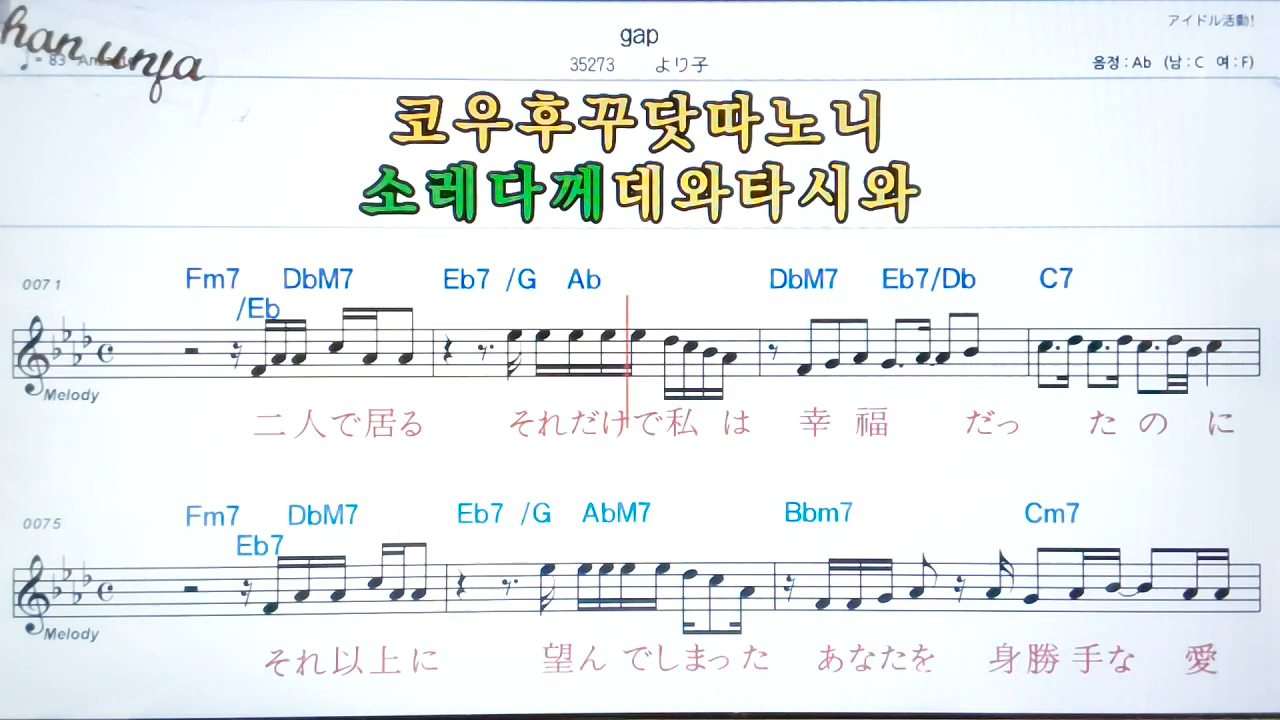 アイドル活動!
gap
han unja
= 83
35273 より子
음정 : Ab (남 : C 여 : F)
코우후꾸닷따노니
소레다께데와타시와
0071
Fm7 DbM7 Eb7 /G Ab DbM7 Eb7/Db C7
/Eb
Melody
二人で居る それだけで私は 幸福 だったのに
0075
Fm7 DbM7 Eb7 /G AbM7 Bbm7 Cm7
Eb7
Melody
それ以上に 望んでしまった あなたを 身勝手な 愛